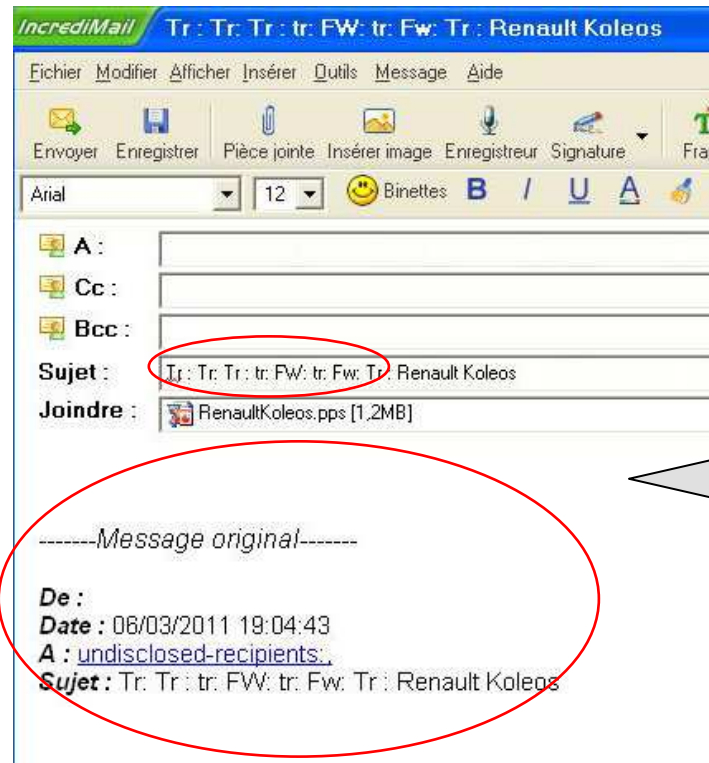 IncrediMail Tr : Tr: Tr : tr: FW: tr: Fw: Tr : Renault Koleos
Fichier Modifier Afficher Insérer Outils Message Aide
Envoyer Enregistrer Pièce jointe Insérer image Enregistreur Signature Fra
Arial 12 Binettes B I U A
A :
Cc :
Bcc :
Sujet : Tr : Tr: Tr : tr: FW: tr: Fw: Tr : Renault Koleos
Joindre : RenaultKoleos.pps [1,2MB]
-------Message original-------
De :
Date : 06/03/2011 19:04:43
A : undisclosed-recipients:,
Sujet : Tr: Tr : tr: FW: tr: Fw: Tr : Renault Koleos